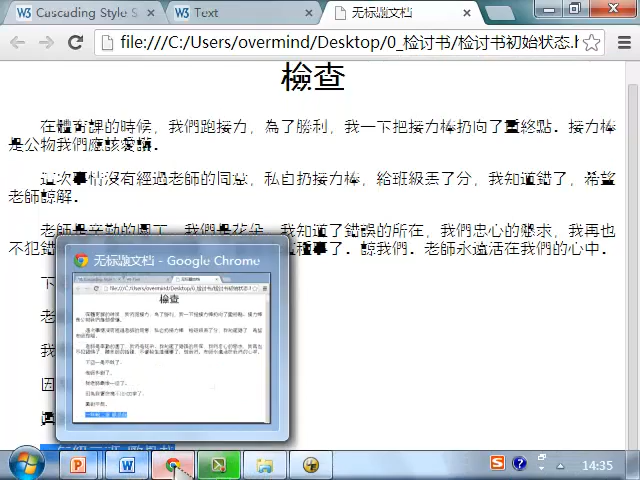 Cascading Style S
Text
无标题文档
file:///C:/Users/overmind/Desktop/0_检讨书/检讨书初始状态.h
檢查
在體育課的時候，我們跑接力，為了勝利，我一下把接力棒扔向了重終點．接力棒
是公物我們應該愛護．
這次事情沒有經過老師的同意，私自扔接力棒，給班級丟了分，我知道錯了，希望
老師諒解．
老師是辛勤的園丁，我們是花朵．我知道了錯誤的所在，我們忠心的懇求，我再也
不犯錯
種事了．諒我們．老師永遠活在我們的心中．
无标题文档 - Google Chrome
14:35